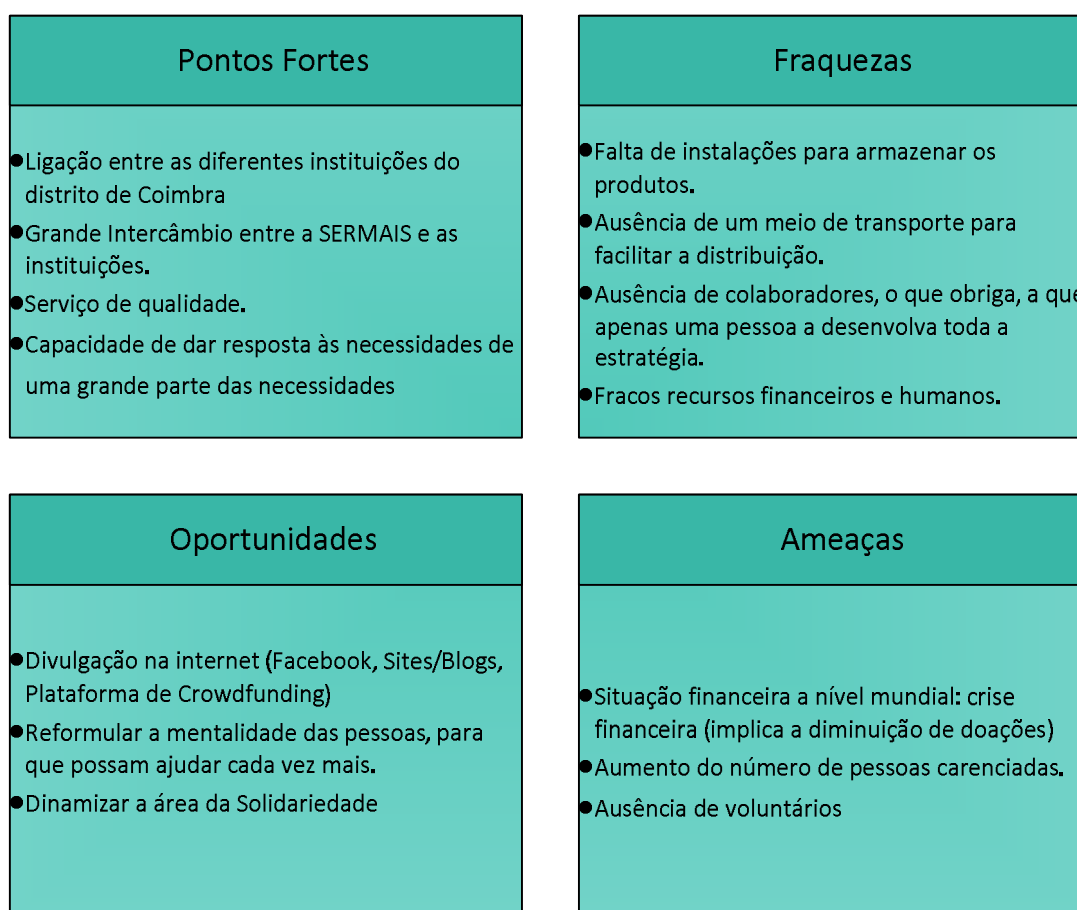 Pontos Fortes
●Ligação entre as diferentes instituições do
distrito de Coimbra
●Grande Intercâmbio entre a SERMAIS e as
instituições.
●Serviço de qualidade.
●Capacidade de dar resposta às necessidades de
uma grande parte das necessidades
Fraquezas
●Falta de instalações para armazenar os
produtos.
●Ausência de um meio de transporte para
facilitar a distribuição.
●Ausência de colaboradores, o que obriga, a que
apenas uma pessoa a desenvolva toda a
estratégia.
●Fracos recursos financeiros e humanos.
Oportunidades
●Divulgação na internet (Facebook, Sites/Blogs,
Plataforma de Crowdfunding)
●Reformular a mentalidade das pessoas, para
que possam ajudar cada vez mais.
●Dinamizar a área da Solidariedade
Ameaças
●Situação financeira a nível mundial: crise
financeira (implica a diminuição de doações)
●Aumento do número de pessoas carenciadas.
●Ausência de voluntários